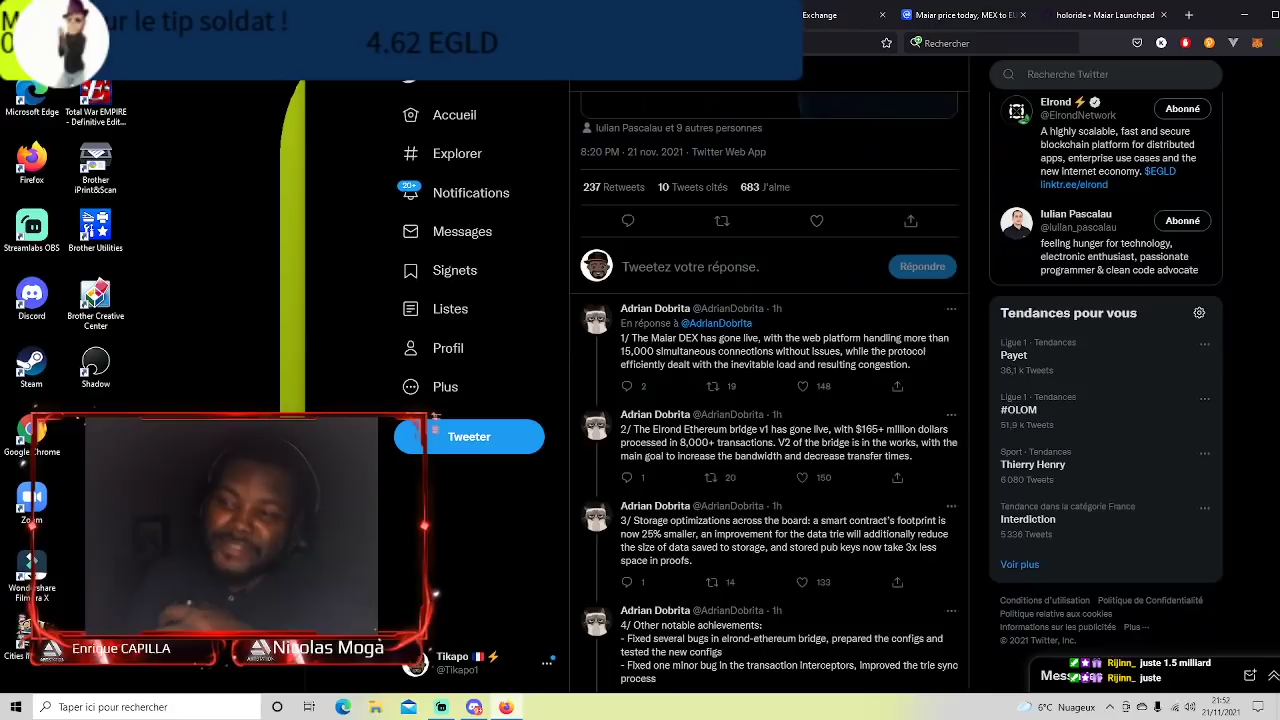 ur le tip soldat !
4.62 EGLD
Exchange
Maiar Launchpad
Rechercher
Microsoft Edge
Total War EMPIRE
- Definitive Edit...
Firefox
Brother
iPrint&Scan
Streamlabs OBS
Brother Utilities
Discord
Brother Creative
Center
Steam
Shadow
Google Chrome
Zoom
Wondershare
Filmora X
Enrique CAPILLA
Nicolas Moga
Accueil
Explorer
20+
Notifications
Messages
Signets
Listes
Profil
Plus
Tweeter
Tikapo
@Tikapo1
Iulian Pascalau et 9 autres personnes
8:20 PM · 21 nov. 2021 · Twitter Web App
237 Retweets 10 Tweets cités 683 J'aime
Tweetez votre réponse.
Répondre
Adrian Dobrita @AdrianDobrita · 1h
En réponse à @AdrianDobrita
1/ The Maiar DEX has gone live, with the web platform handling more than
15,000 simultaneous connections without issues, while the protocol
efficiently dealt with the inevitable load and resulting congestion.
2 19 148
Adrian Dobrita @AdrianDobrita · 1h
2/ The Elrond Ethereum bridge v1 has gone live, with $165+ million dollars
processed in 8,000+ transactions. V2 of the bridge is in the works, with the
main goal to increase the bandwidth and decrease transfer times.
1 20 150
Adrian Dobrita @AdrianDobrita · 1h
3/ Storage optimizations across the board: a smart contract's footprint is
now 25% smaller, an improvement for the data trie will additionally reduce
the size of data saved to storage, and stored pub keys now take 3x less
space in proofs.
1 14 133
Adrian Dobrita @AdrianDobrita · 1h
4/ Other notable achievements:
- Fixed several bugs in elrond-ethereum bridge, prepared the configs and
tested the new configs
- Fixed one minor bug in the transaction interceptors, improved the trie sync
process
Recherche Twitter
Elrond
@ElrondNetwork
Abonné
A highly scalable, fast and secure
blockchain platform for distributed
apps, enterprise use cases and the
new internet economy. $EGLD
linktr.ee/elrond
Iulian Pascalau
@iulian_pascalau
Abonné
feeling hunger for technology,
electronic enthusiast, passionate
programmer & clean code advocate
Tendances pour vous
Ligue 1 · Tendances
Payet
36,1 k Tweets
Ligue 1 · Tendances
#OLOM
51,9 k Tweets
Sport · Tendances
Thierry Henry
6 080 Tweets
Tendance dans la catégorie France
Interdiction
5 336 Tweets
Voir plus
Conditions d'utilisation Politique de Confidentialité
Politique relative aux cookies
Informations sur les publicités Plus
© 2021 Twitter, Inc.
Rijinn_ juste 1.5 milliard
Rijinn_ juste
Taper ici pour rechercher
6°C
21:52
21/11/2021